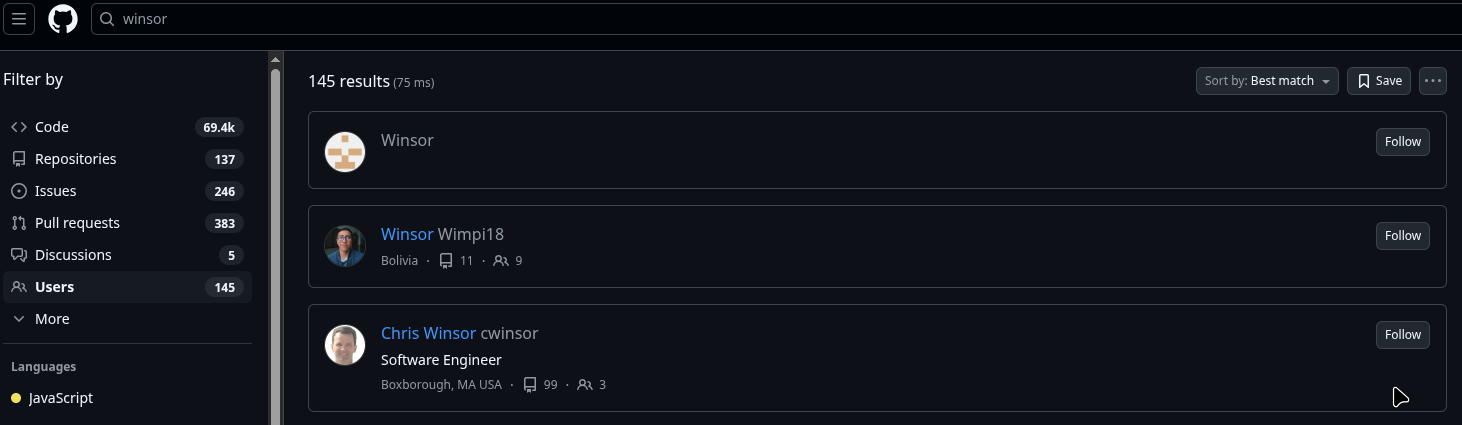 winsor
Filter by
Code 69.4k
Repositories 137
Issues 246
Pull requests 383
Discussions 5
Users 145
More
Languages
JavaScript
145 results (75 ms)
Sort by: Best match
Save
Winsor
Follow
Winsor Wimpi18
Bolivia · 11 · 9
Follow
Chris Winsor cwinsor
Software Engineer
Boxborough, MA USA · 99 · 3
Follow